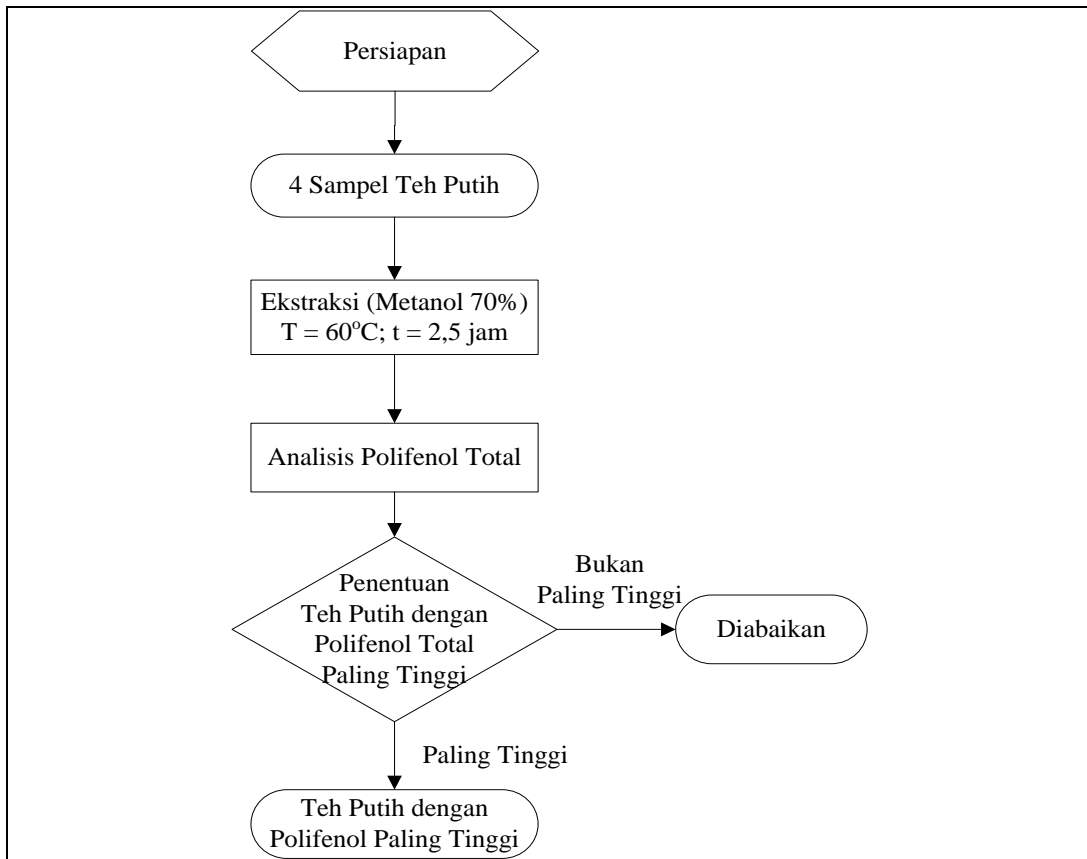 Persiapan
4 Sampel Teh Putih
Ekstraksi (Metanol 70%)
T = 60°C; t = 2,5 jam
Analisis Polifenol Total
Penentuan
Teh Putih dengan
Polifenol Total
Paling Tinggi
Bukan
Paling Tinggi
Diabaikan
Paling Tinggi
Teh Putih dengan
Polifenol Paling Tinggi